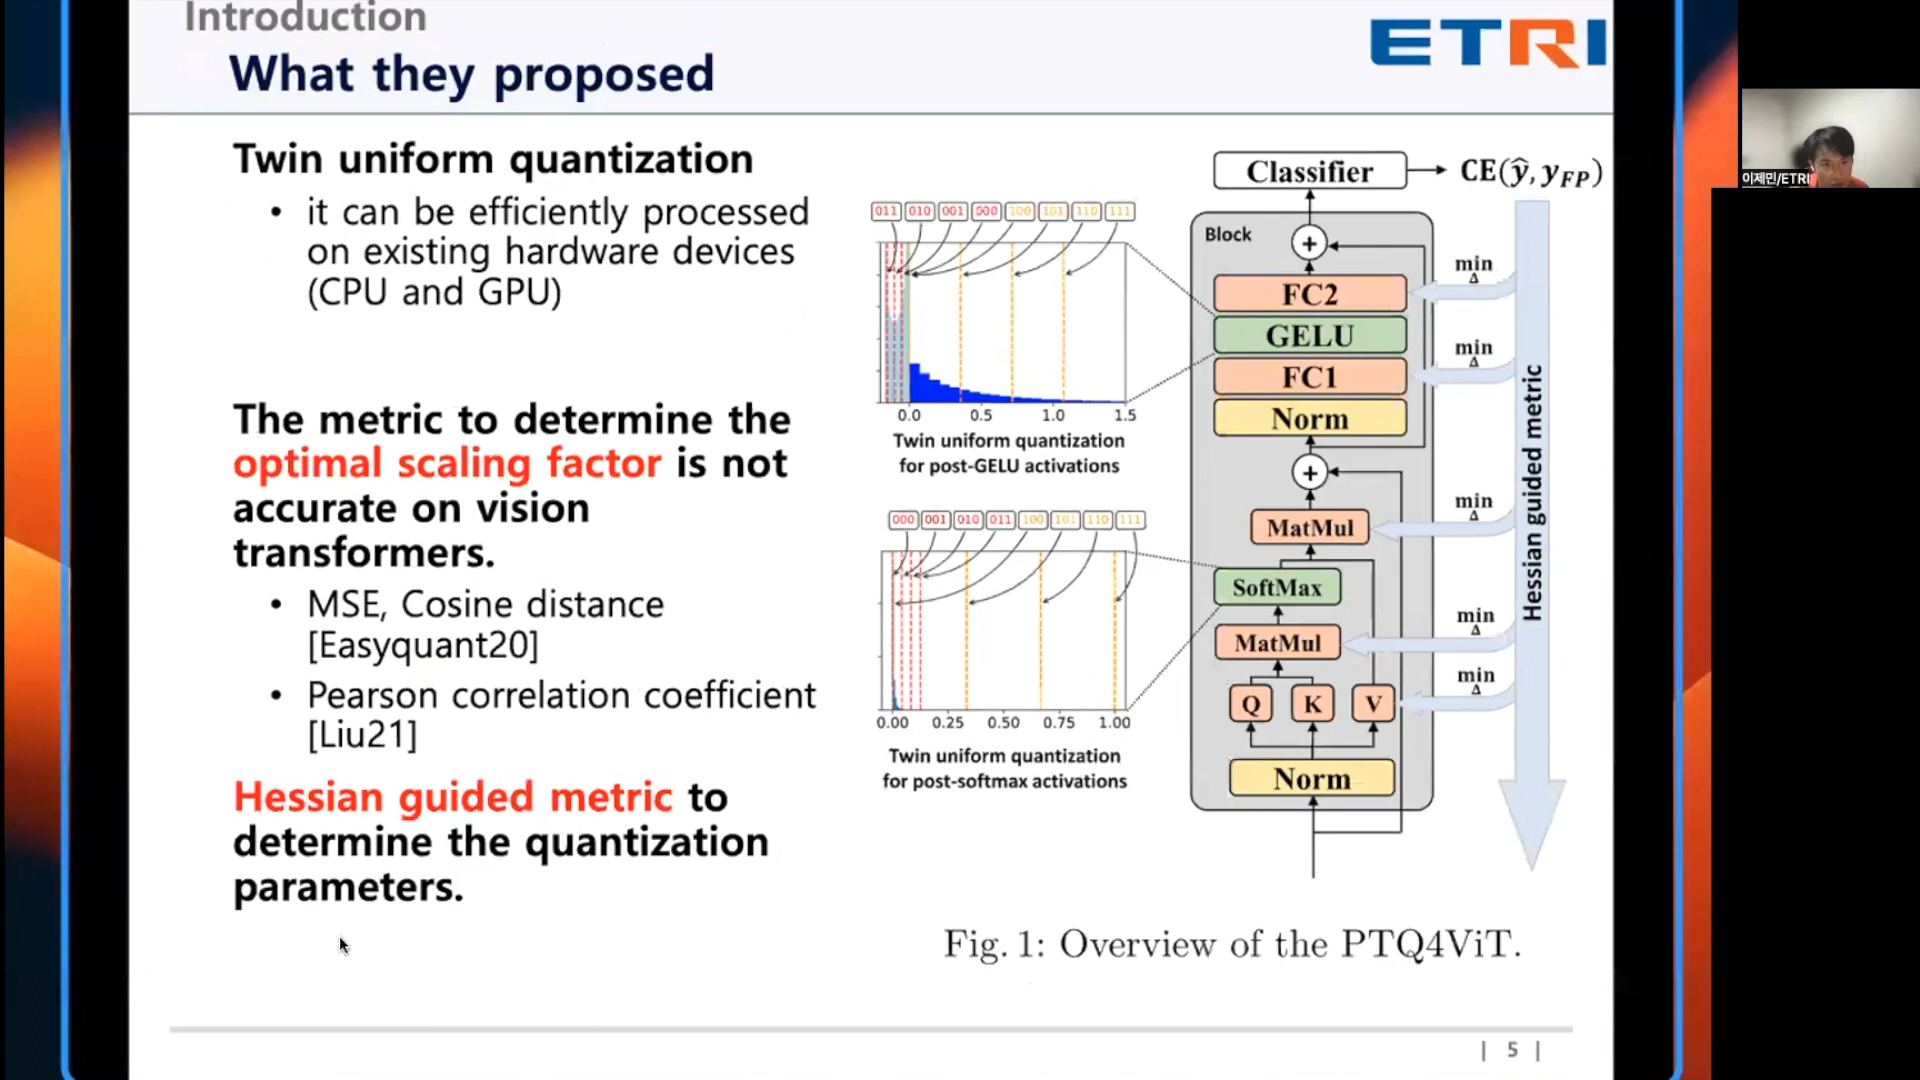 Introduction
What they proposed
ETRI
Twin uniform quantization
• it can be efficiently processed
on existing hardware devices
(CPU and GPU)
The metric to determine the
optimal scaling factor is not
accurate on vision
transformers.
• MSE, Cosine distance
[Easyquant20]
• Pearson correlation coefficient
[Liu21]
Hessian guided metric to
determine the quantization
parameters.
011 010 001 000 100 101 110 111
0.0 0.5 1.0 1.5
Twin uniform quantization
for post-GELU activations
000 001 010 011 100 101 110 111
0.00 0.25 0.50 0.75 1.00
Twin uniform quantization
for post-softmax activations
Classifier
CE(ŷ, y_FP)
Block
+
FC2
GELU
FC1
Norm
+
MatMul
SoftMax
MatMul
Q K V
Norm
min Δ
min Δ
min Δ
min Δ
min Δ
Hessian guided metric
Fig. 1: Overview of the PTQ4ViT.
| 5 |
이제민/ETRI